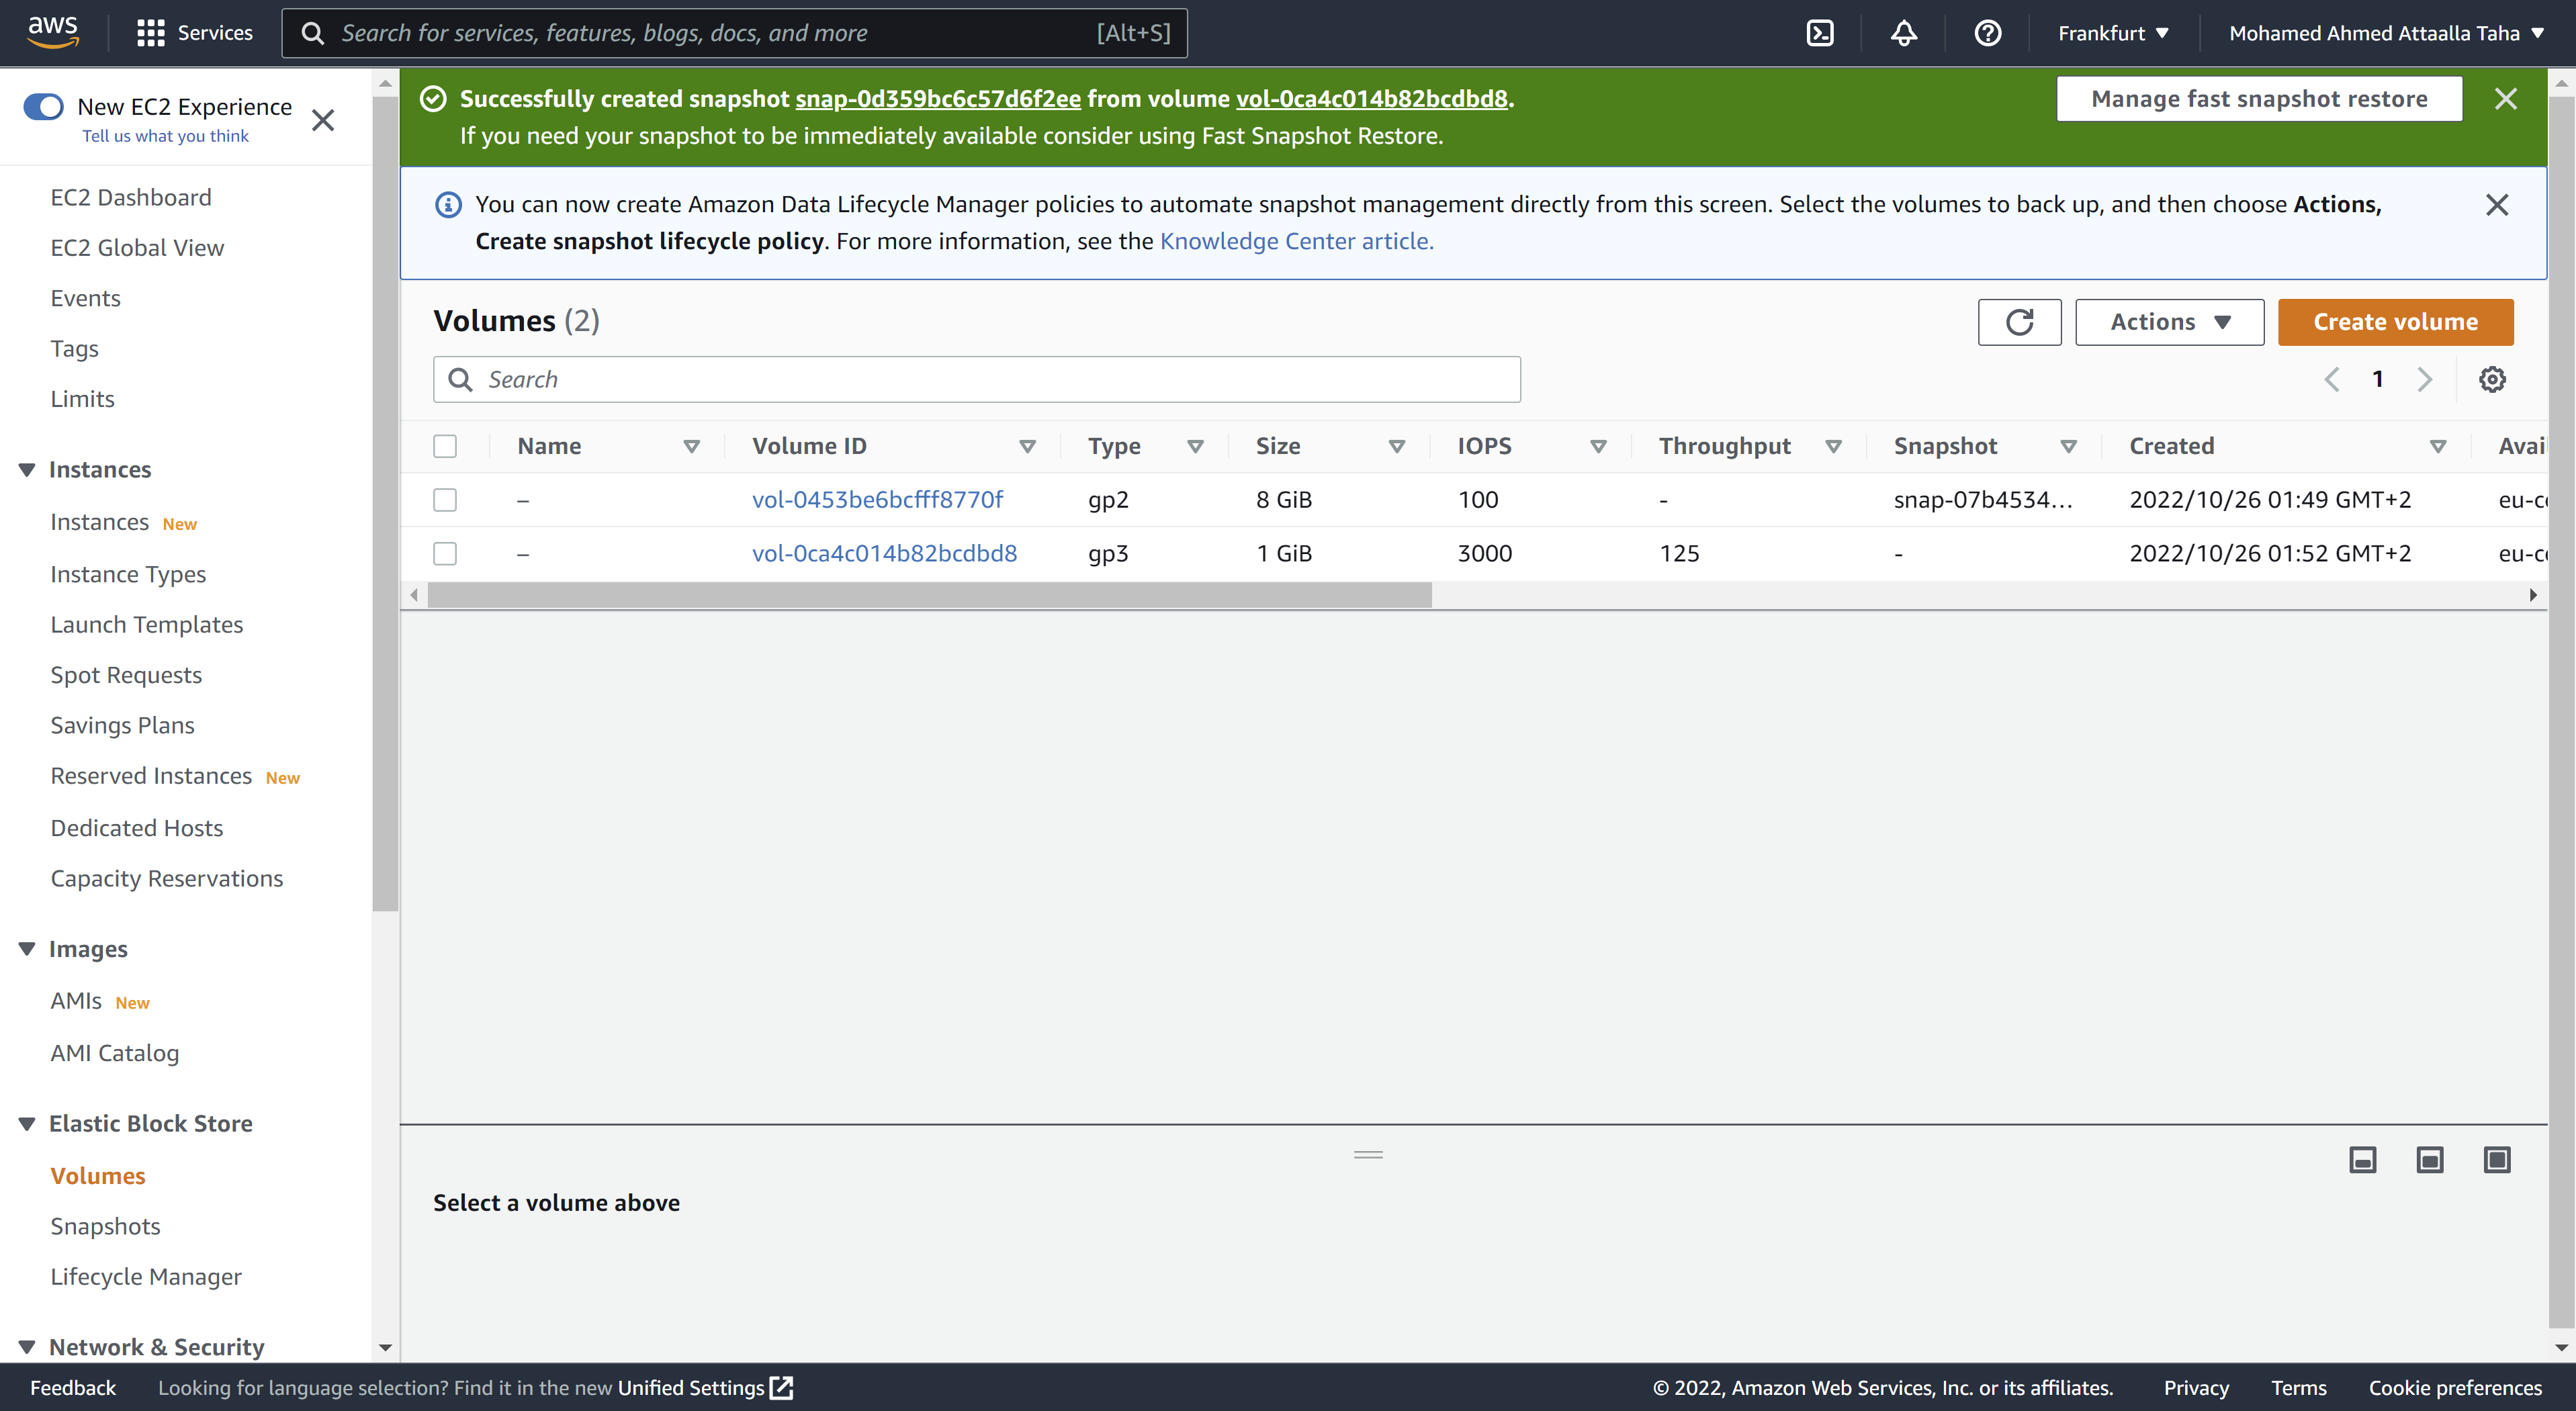 aws
Services
Search for services, features, blogs, docs, and more
[Alt+S]
Frankfurt
Mohamed Ahmed Attaalla Taha
New EC2 Experience
Tell us what you think
EC2 Dashboard
EC2 Global View
Events
Tags
Limits
Instances
Instances New
Instance Types
Launch Templates
Spot Requests
Savings Plans
Reserved Instances New
Dedicated Hosts
Capacity Reservations
Images
AMIs New
AMI Catalog
Elastic Block Store
Volumes
Snapshots
Lifecycle Manager
Network & Security
Successfully created snapshot snap-0d359bc6c57d6f2ee from volume vol-0ca4c014b82bcdbd8.
If you need your snapshot to be immediately available consider using Fast Snapshot Restore.
Manage fast snapshot restore
You can now create Amazon Data Lifecycle Manager policies to automate snapshot management directly from this screen. Select the volumes to back up, and then choose Actions,
Create snapshot lifecycle policy. For more information, see the Knowledge Center article.
Volumes (2)
Actions
Create volume
Search
1
Name Volume ID Type Size IOPS Throughput Snapshot Created Avai
– vol-0453be6bcfff8770f gp2 8 GiB 100 - snap-07b4534... 2022/10/26 01:49 GMT+2 eu-c
– vol-0ca4c014b82bcdbd8 gp3 1 GiB 3000 125 - 2022/10/26 01:52 GMT+2 eu-c
Select a volume above
Feedback
Looking for language selection? Find it in the new Unified Settings
© 2022, Amazon Web Services, Inc. or its affiliates.
Privacy
Terms
Cookie preferences